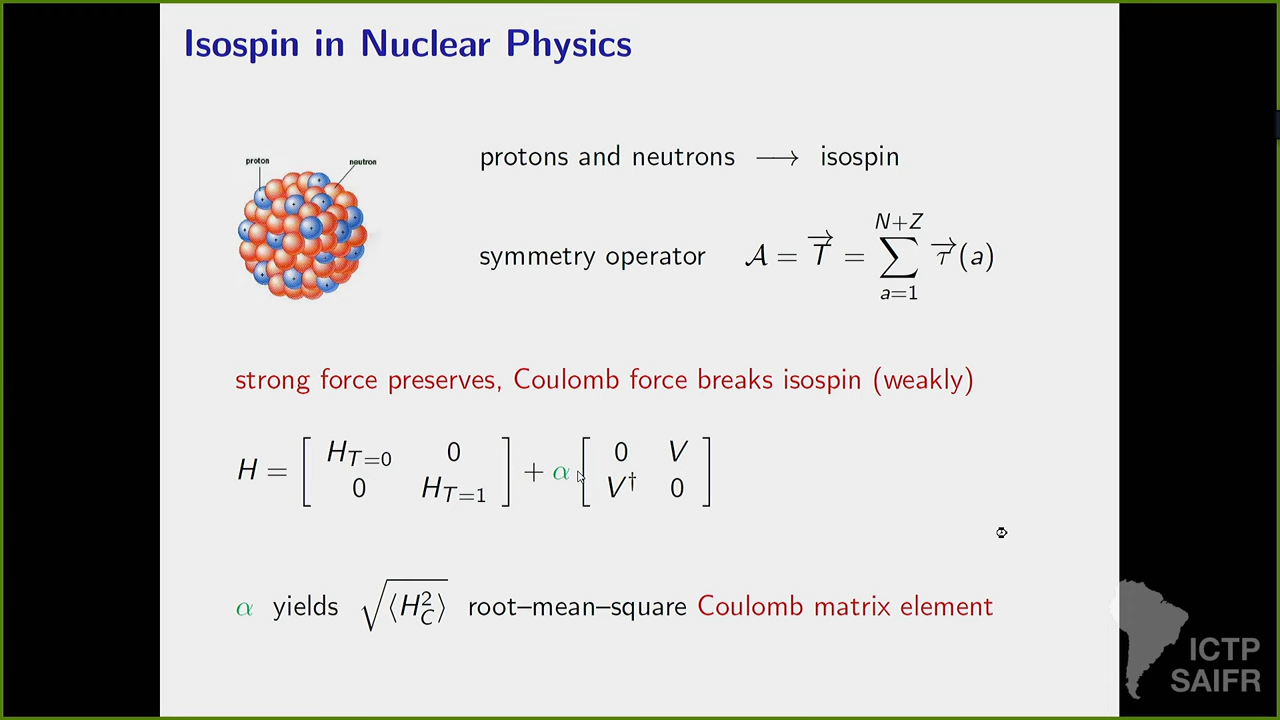 Isospin in Nuclear Physics
proton neutron
protons and neutrons ⟶ isospin
symmetry operator 𝒜 = T⃗ = ∑_{a=1}^{N+Z} τ⃗(a)
strong force preserves, Coulomb force breaks isospin (weakly)
H = [ H_{T=0} 0 ; 0 H_{T=1} ] + α [ 0 V ; V† 0 ]
α yields √⟨H_C^2⟩ root–mean–square Coulomb matrix element
ICTP
SAIFR